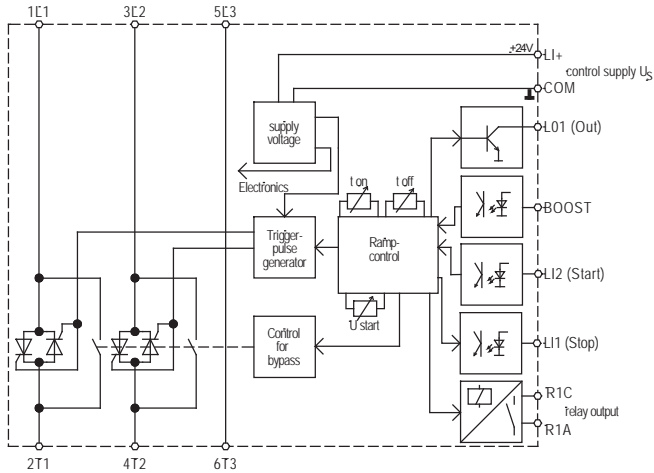 1L1
3L2
5L3
+24V
LI+
control supply US
COM
supply
voltage
L01 (Out)
Electronics
t on
t off
BOOST
Trigger-
pulse
generator
Ramp-
control
LI2 (Start)
U start
Control
for
bypass
LI1 (Stop)
R1C
relay output
R1A
2T1
4T2
6T3